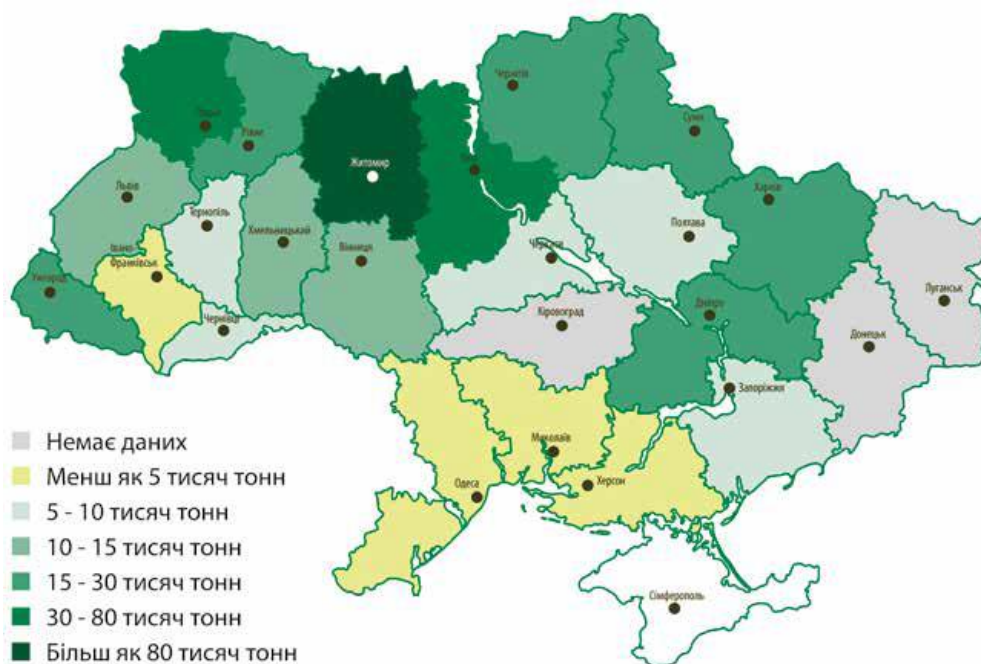 Чернігів
Суми
Луцьк
Рівне
Житомир
Київ
Львів
Тернопіль
Хмельницький
Вінниця
Харків
Полтава
Черкаси
Івано-
Франківськ
Ужгород
Чернівці
Кіровоград
Дніпро
Луганськ
Донецьк
Запоріжжя
Миколаїв
Одеса
Херсон
Сімферополь
Немає даних
Менш як 5 тисяч тонн
5 - 10 тисяч тонн
10 - 15 тисяч тонн
15 - 30 тисяч тонн
30 - 80 тисяч тонн
Більш як 80 тисяч тонн